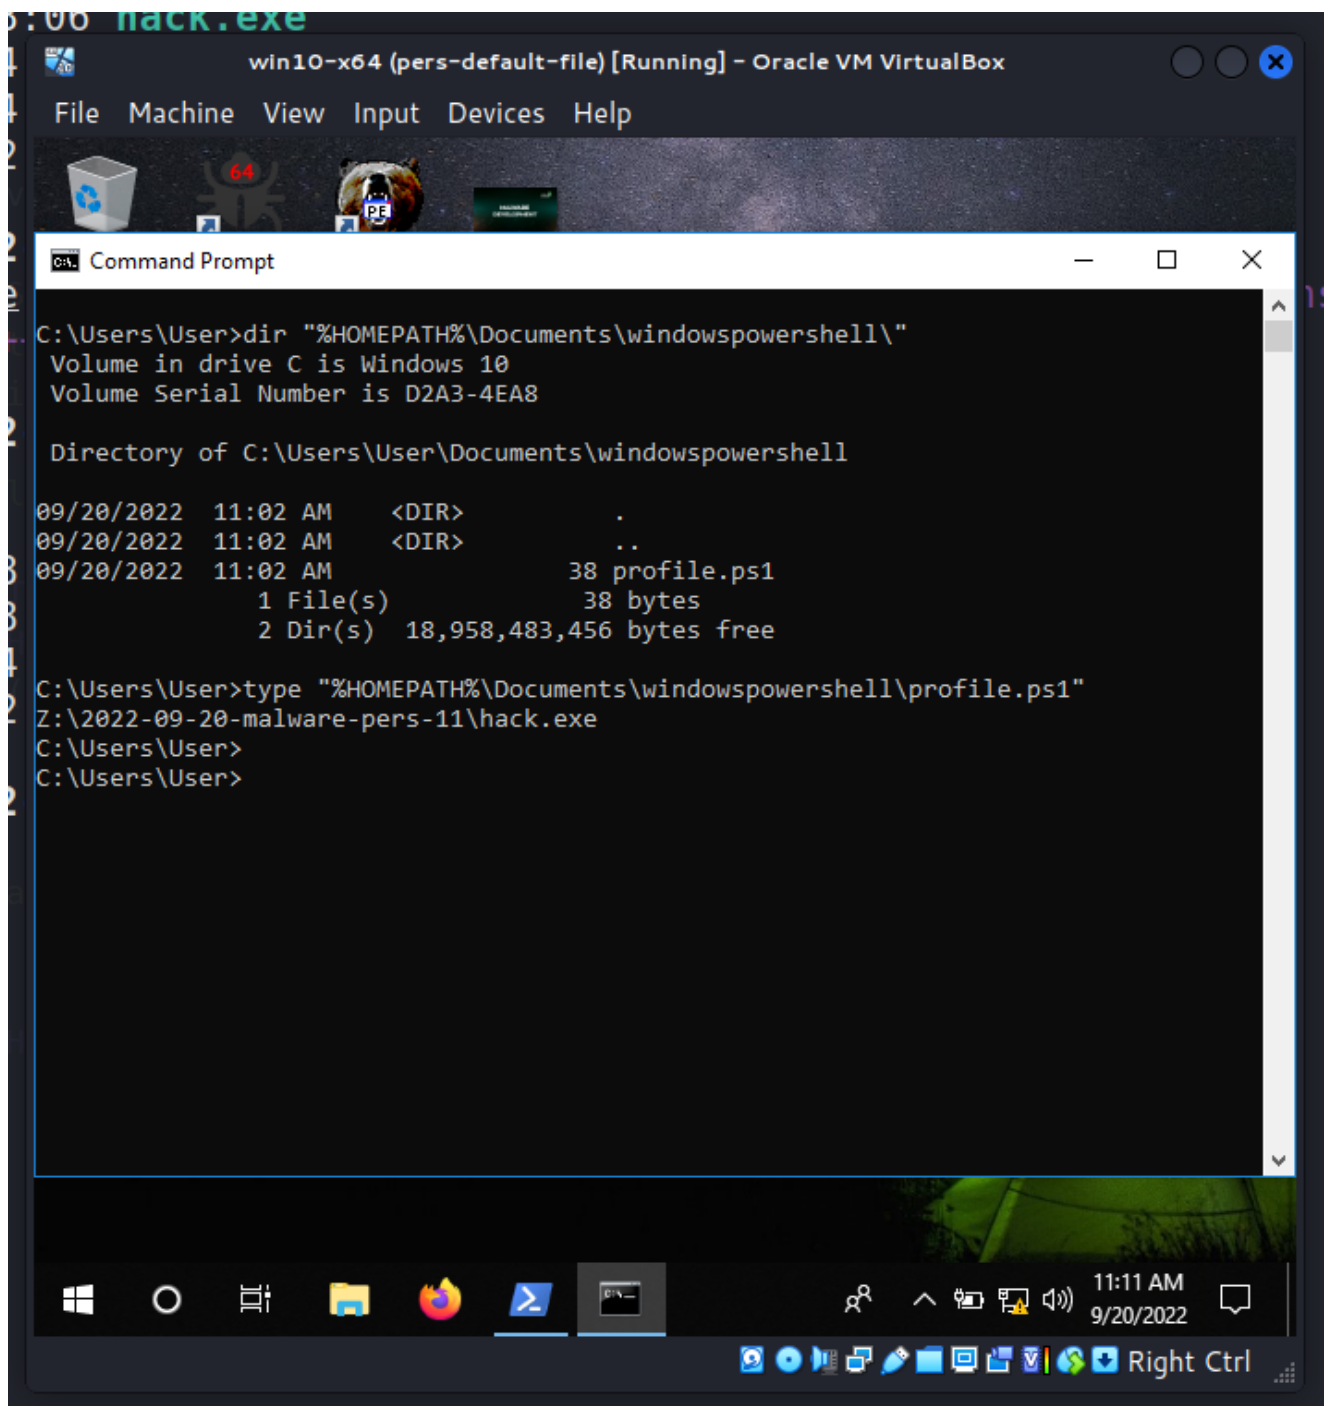 :06 hack.exe
win10-x64 (pers-default-file) [Running] - Oracle VM VirtualBox
File Machine View Input Devices Help
64
PE
MALWARE
DEVELOPMENT
Command Prompt
C:\Users\User>dir "%HOMEPATH%\Documents\windowspowershell\"
Volume in drive C is Windows 10
Volume Serial Number is D2A3-4EA8
Directory of C:\Users\User\Documents\windowspowershell
09/20/2022 11:02 AM <DIR> .
09/20/2022 11:02 AM <DIR> ..
09/20/2022 11:02 AM 38 profile.ps1
1 File(s) 38 bytes
2 Dir(s) 18,958,483,456 bytes free
C:\Users\User>type "%HOMEPATH%\Documents\windowspowershell\profile.ps1"
Z:\2022-09-20-malware-pers-11\hack.exe
C:\Users\User>
C:\Users\User>
11:11 AM
9/20/2022
Right Ctrl